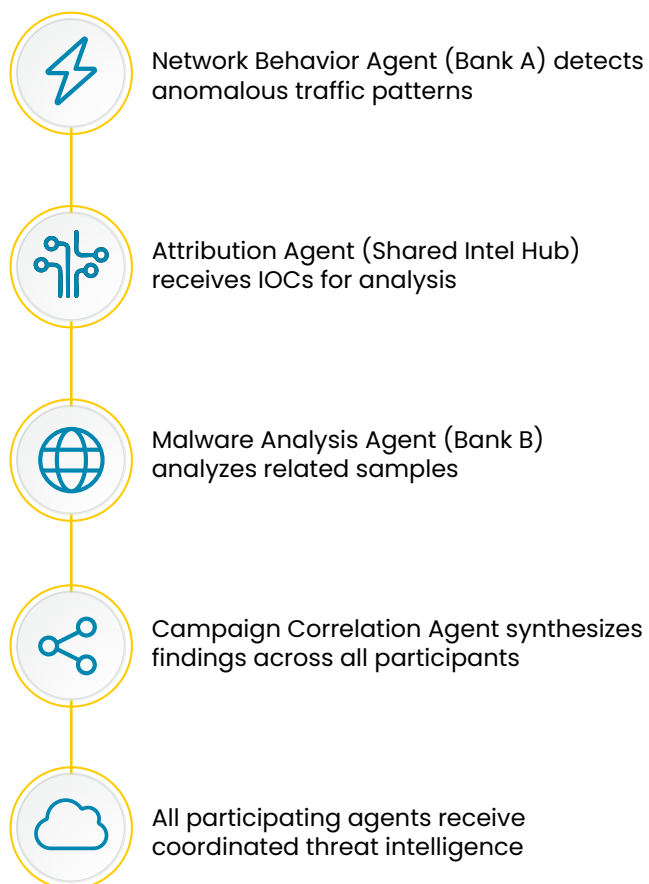 Network Behavior Agent (Bank A) detects
anomalous traffic patterns
Attribution Agent (Shared Intel Hub)
receives IOCs for analysis
Malware Analysis Agent (Bank B)
analyzes related samples
Campaign Correlation Agent synthesizes
findings across all participants
All participating agents receive
coordinated threat intelligence